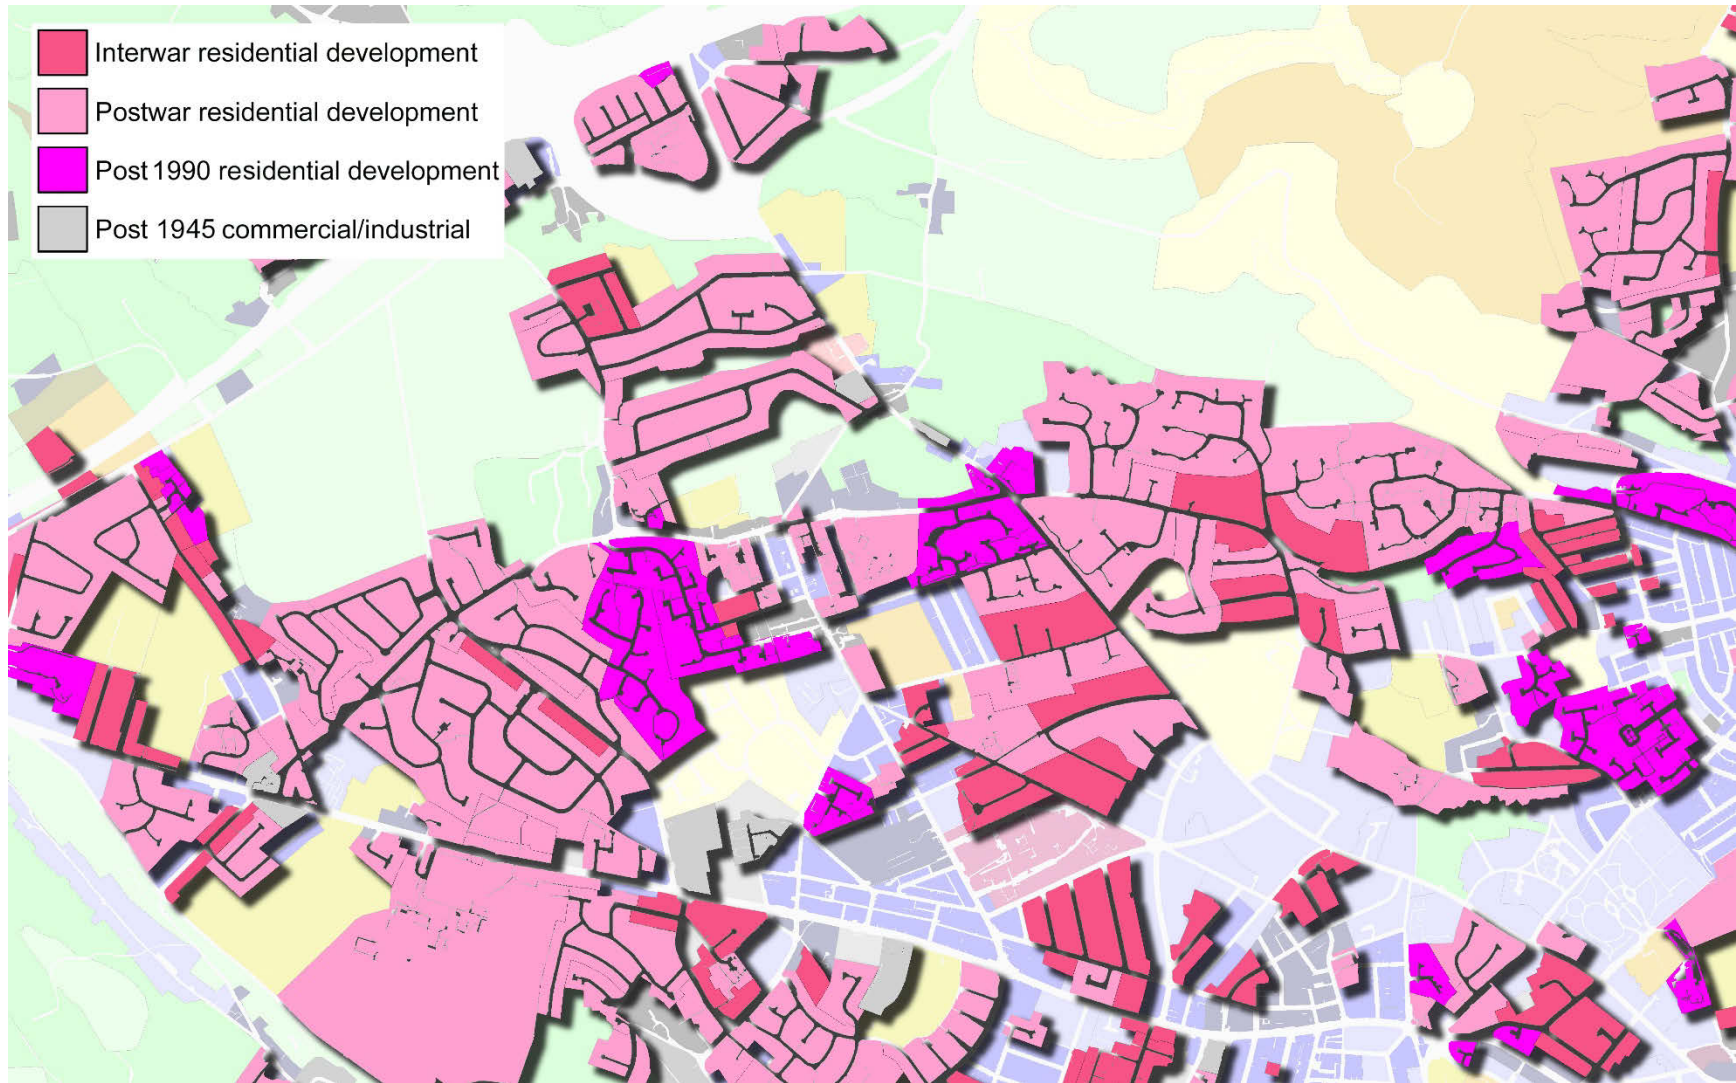 Interwar residential development
Postwar residential development
Post 1990 residential development
Post 1945 commercial/industrial